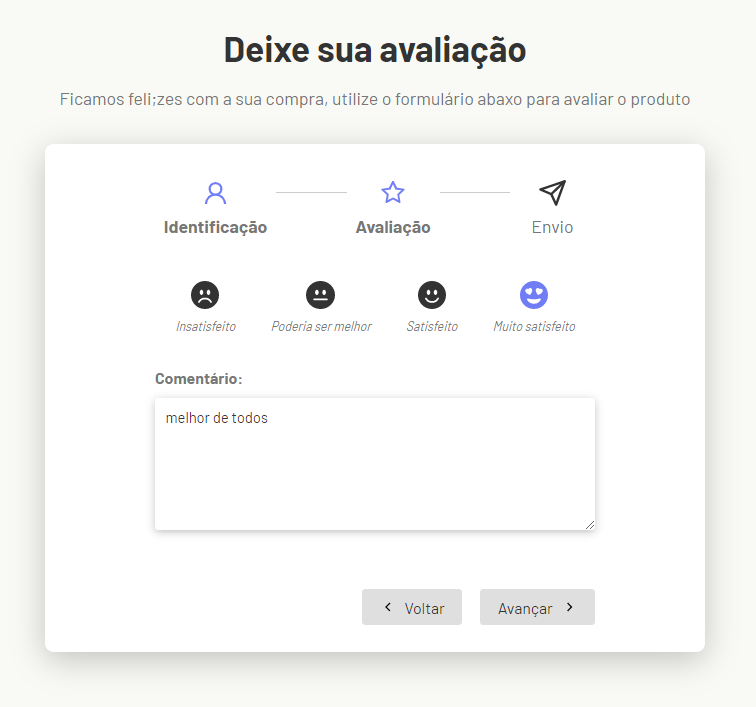 Deixe sua avaliação
Ficamos feli;zes com a sua compra, utilize o formulário abaxo para avaliar o produto
Identificação Avaliação Envio
Insatisfeito Poderia ser melhor Satisfeito Muito satisfeito
Comentário:
melhor de todos
Voltar Avançar